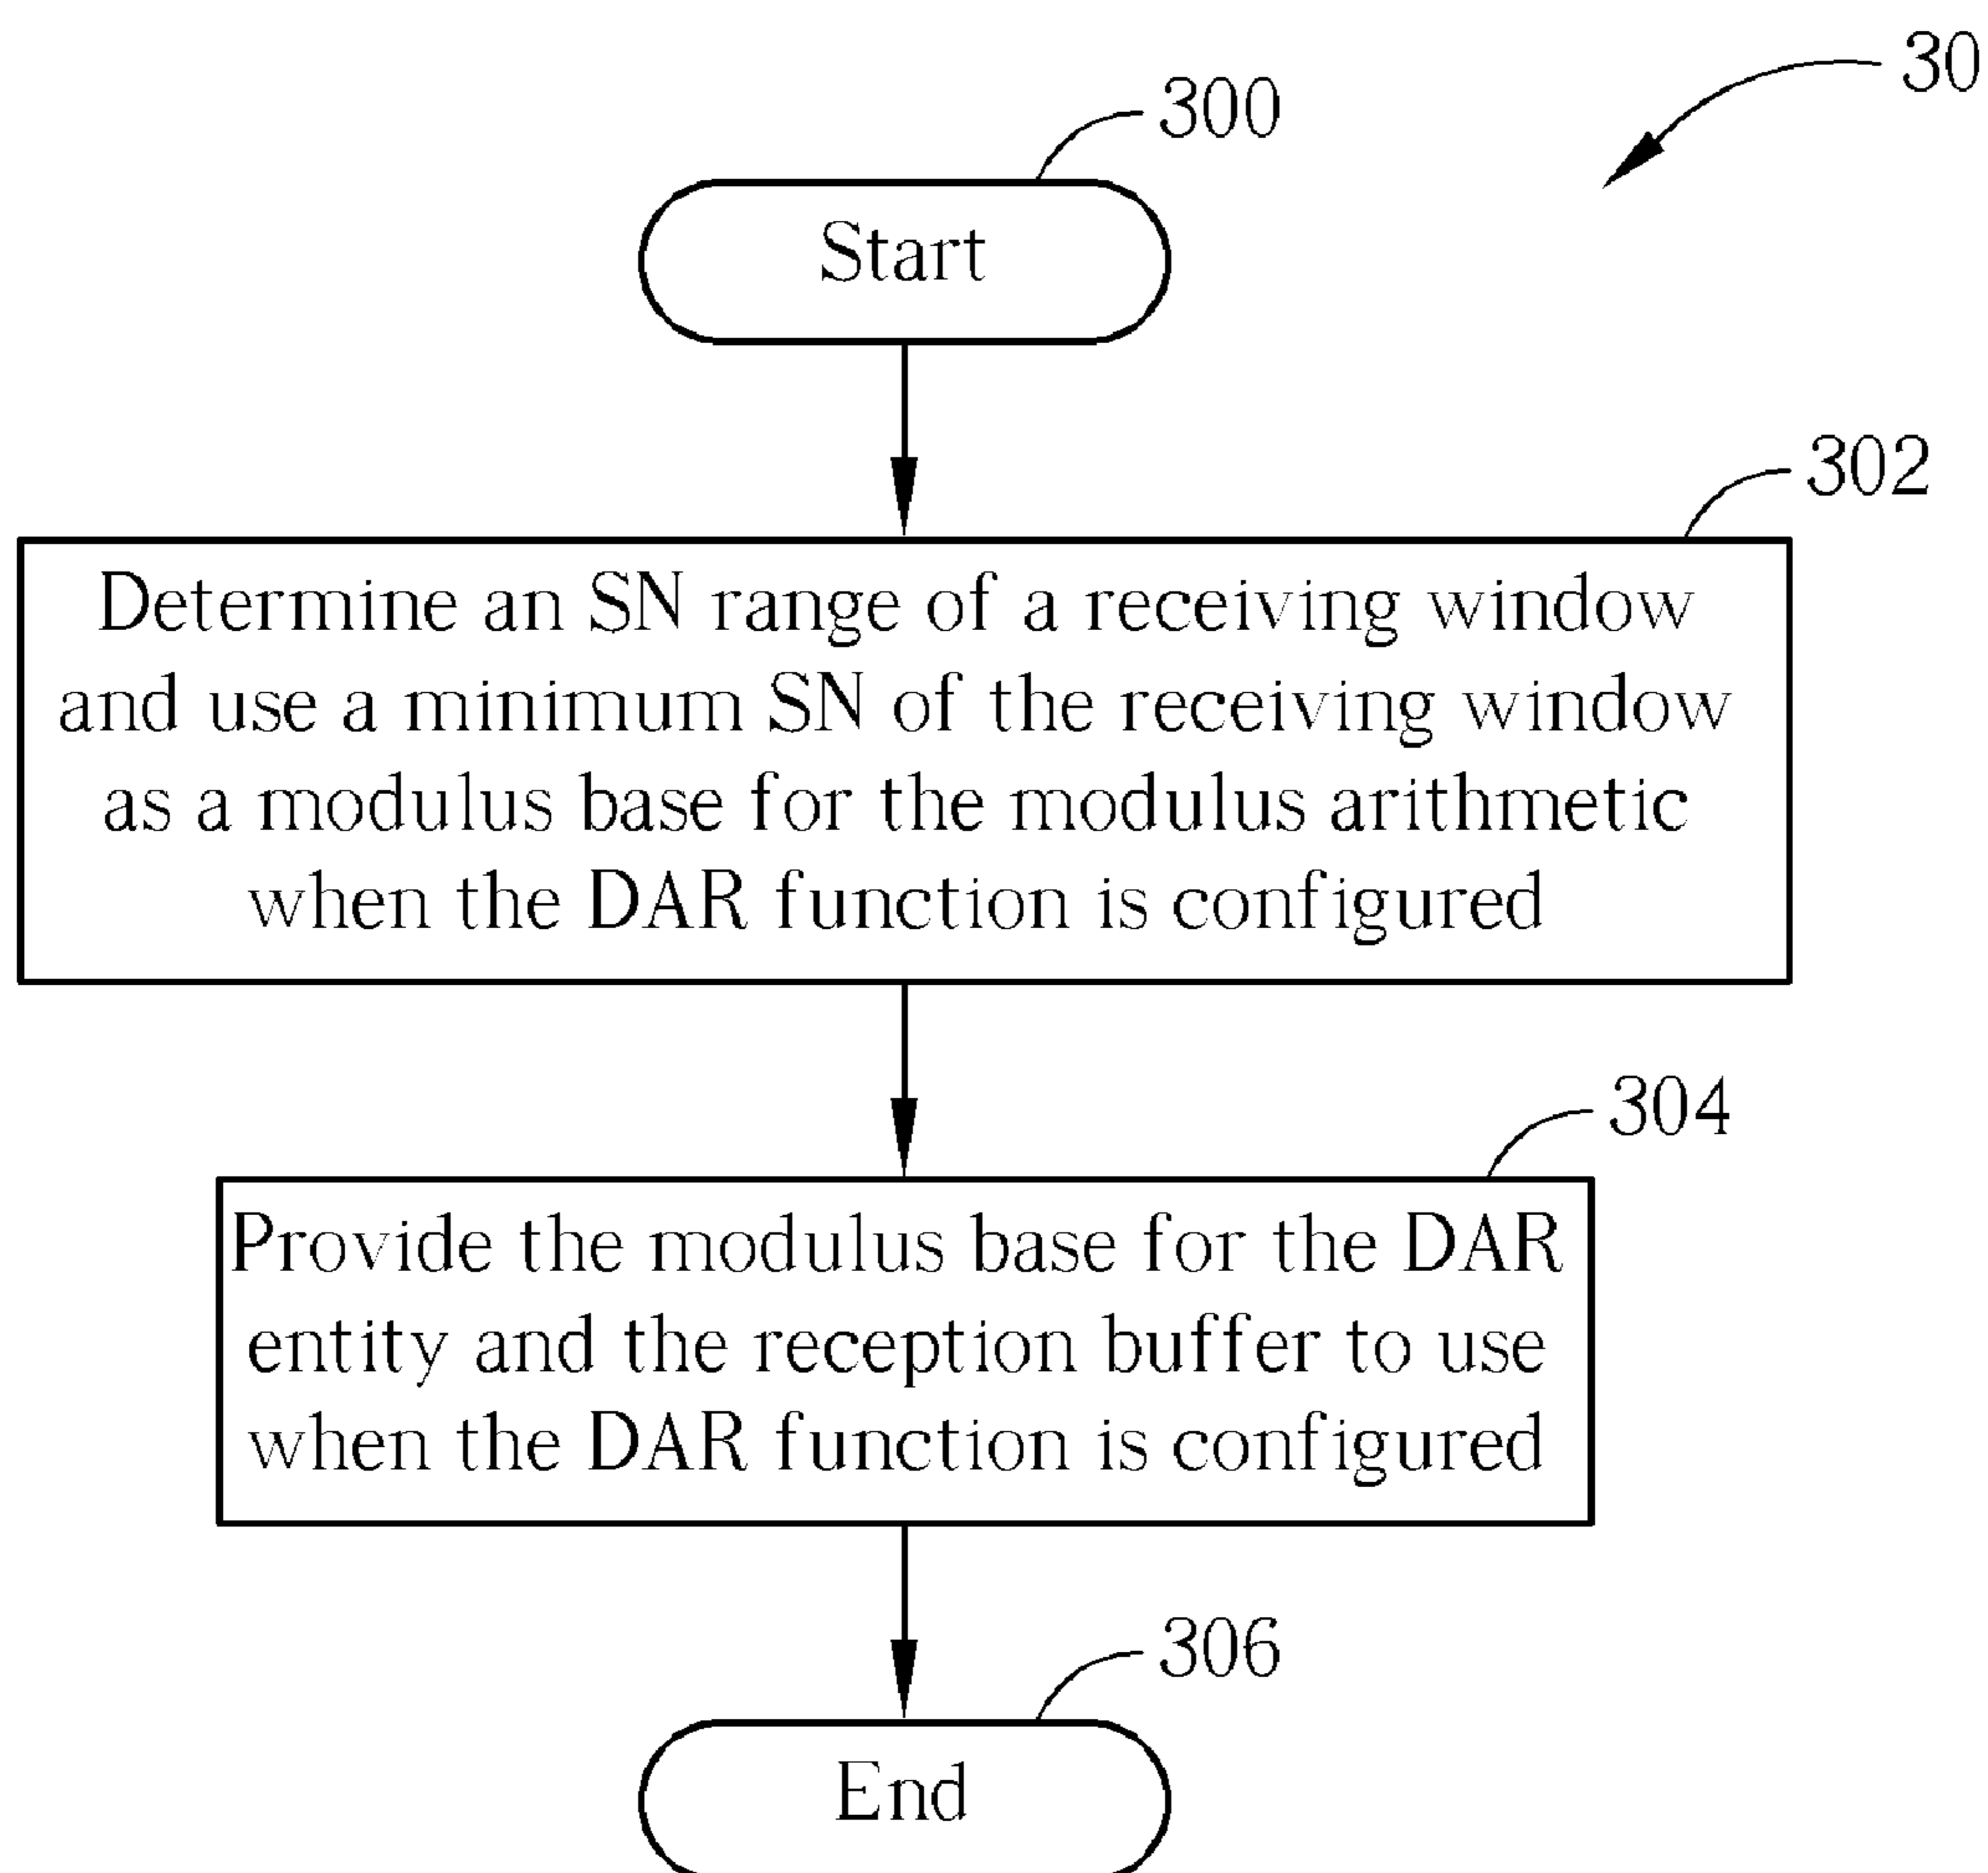 30
300
Start
302
Determine an SN range of a receiving window
and use a minimum SN of the receiving window
as a modulus base for the modulus arithmetic
when the DAR function is configured
304
Provide the modulus base for the DAR
entity and the reception buffer to use
when the DAR function is configured
306
End